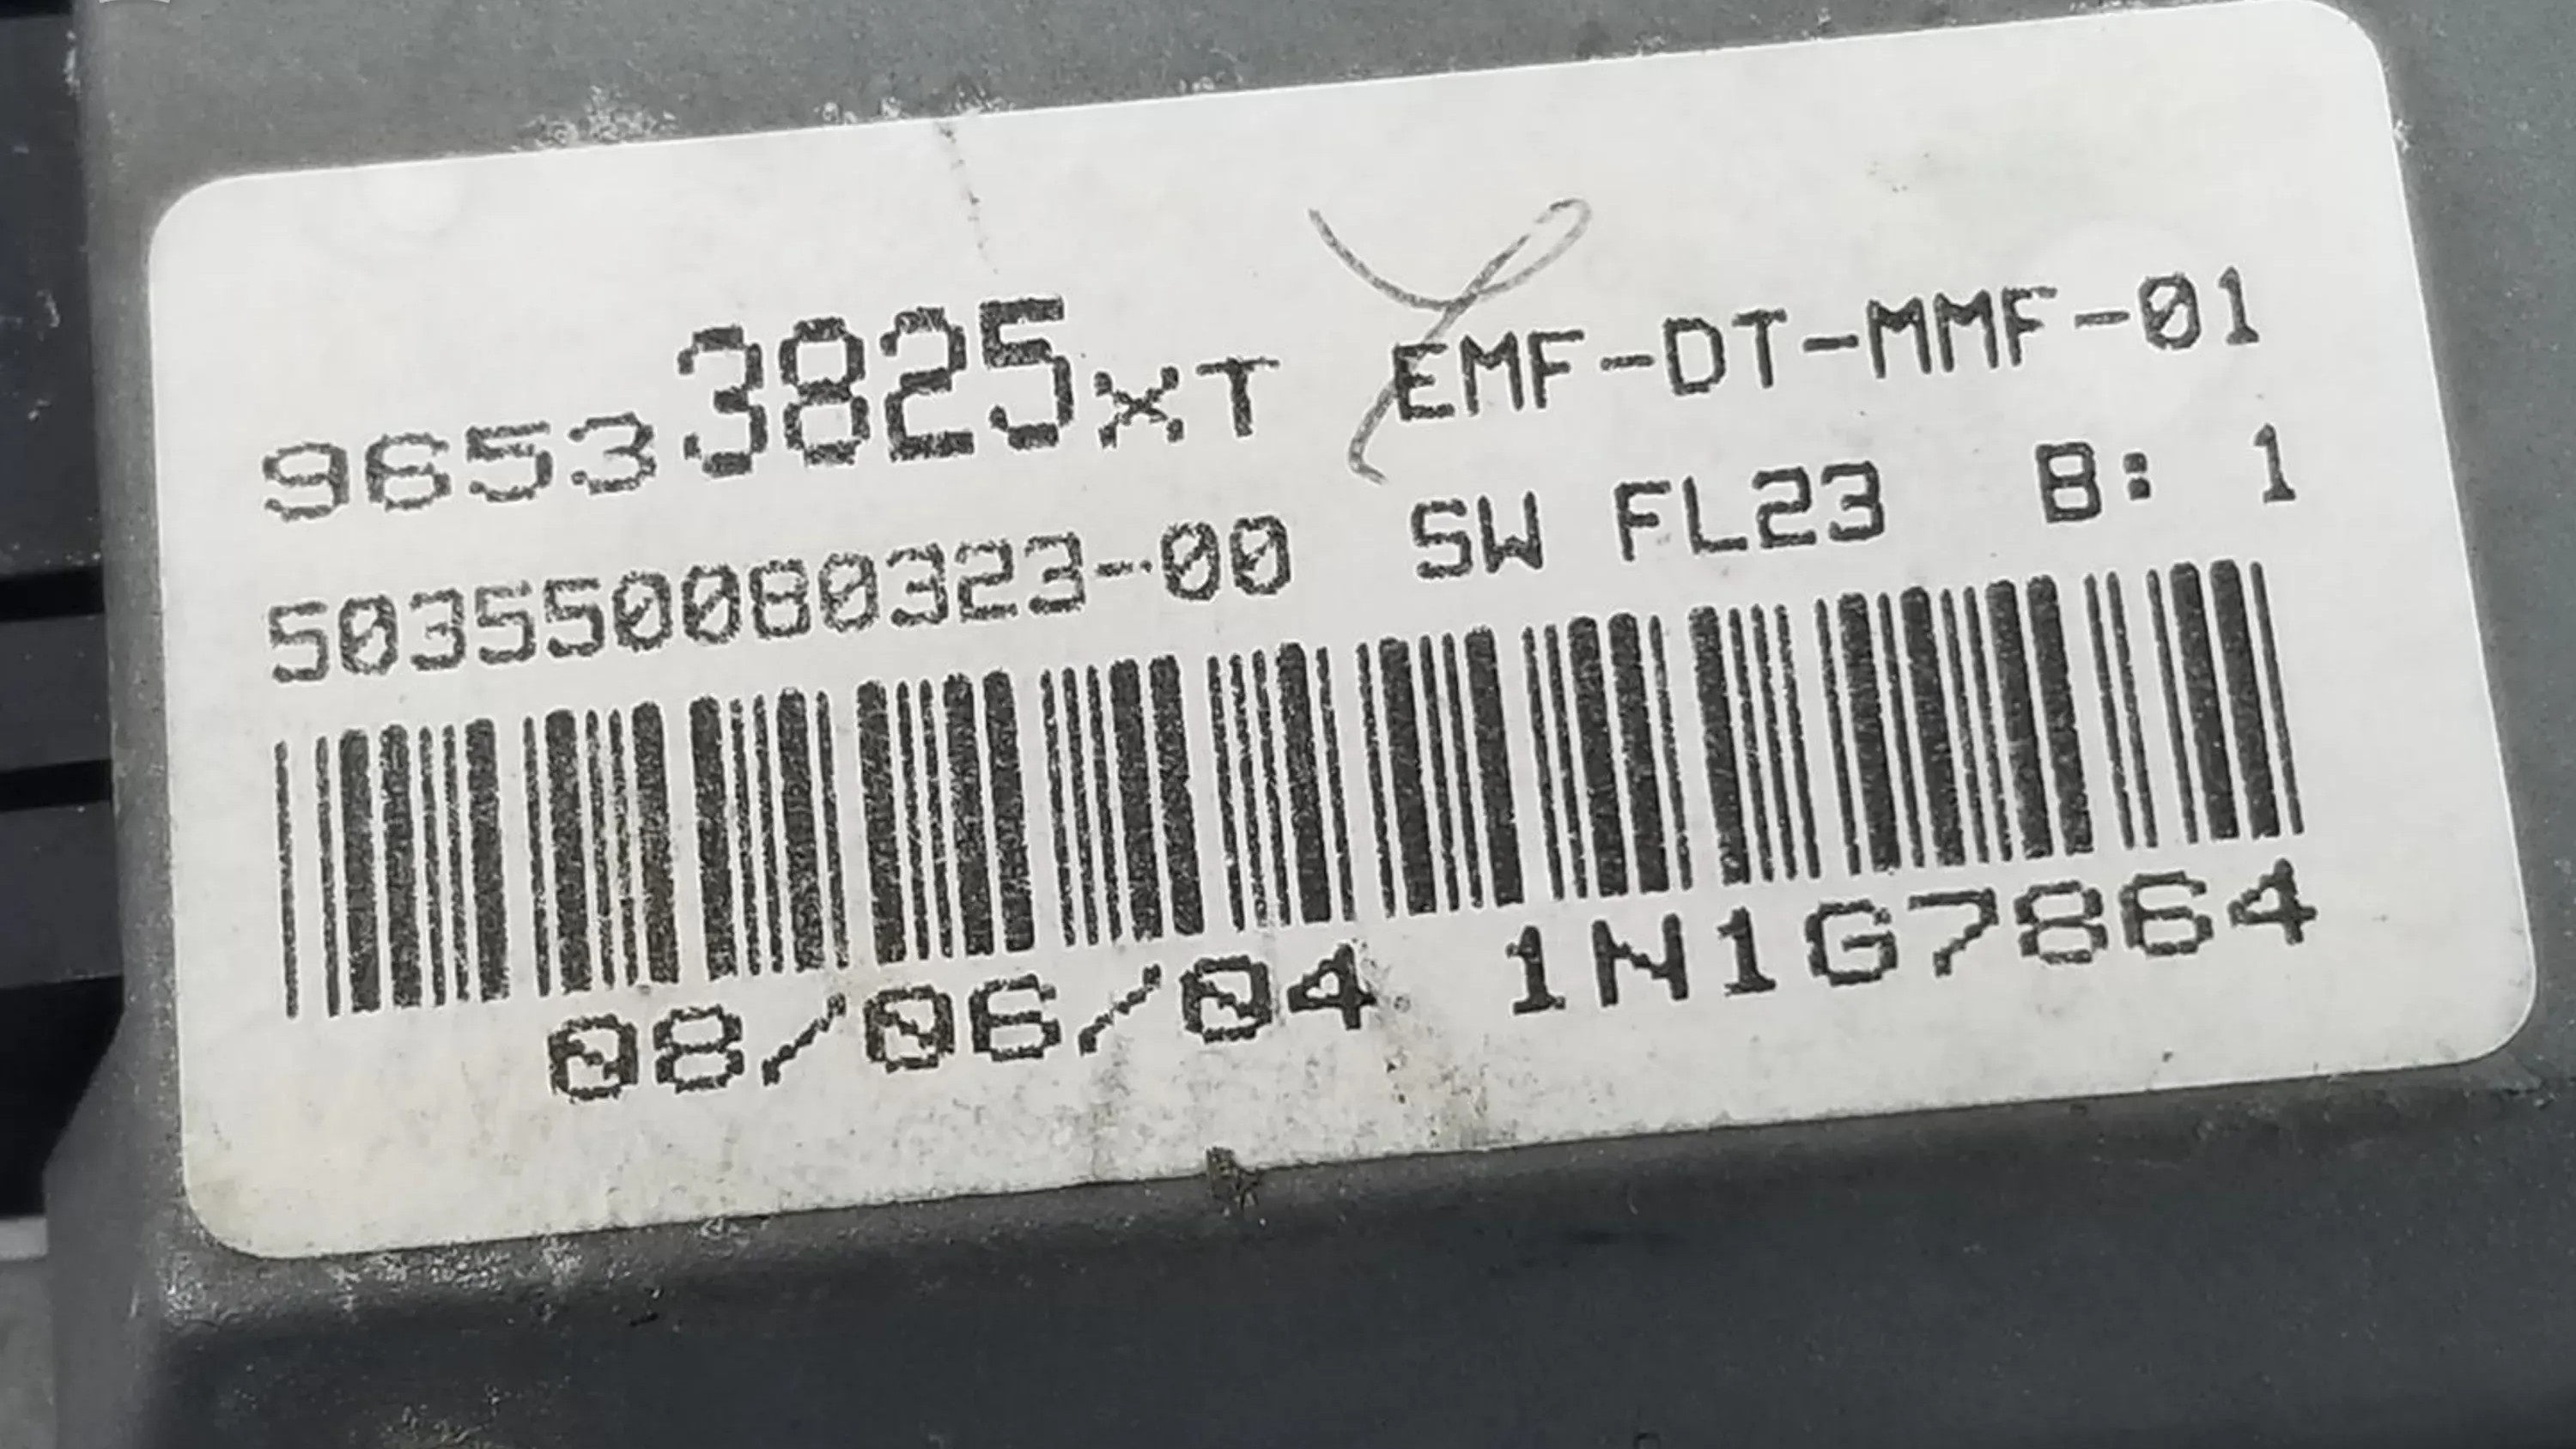 96533825XT EMF-DT-MMF-01
503550080323-00 SW FL23 B: 1
08/06/04 1N1G7864